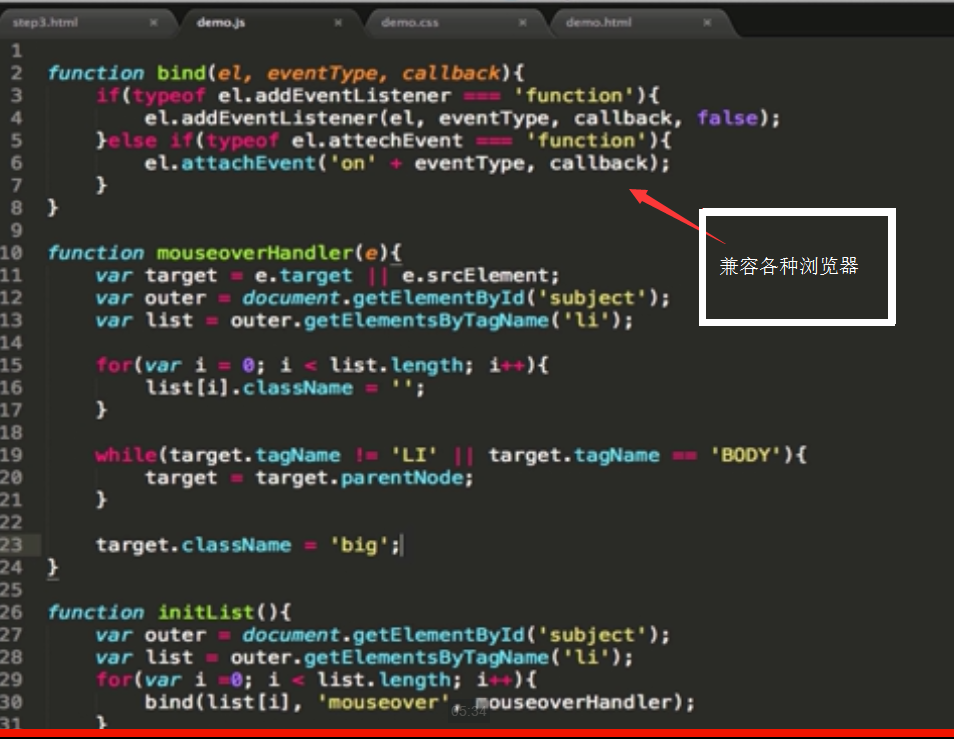 step3.html × demo.js × demo.css × demo.html ×
1
2 function bind(el, eventType, callback){
3 if(typeof el.addEventListener === 'function'){
4 el.addEventListener(el, eventType, callback, false);
5 }else if(typeof el.attechEvent === 'function'){
6 el.attachEvent('on' + eventType, callback);
7 }
8 }
9
10 function mouseoverHandler(e){
11 var target = e.target || e.srcElement;
12 var outer = document.getElementById('subject');
13 var list = outer.getElementsByTagName('li');
14
15 for(var i = 0; i < list.length; i++){
16 list[i].className = '';
17 }
18
19 while(target.tagName != 'LI' || target.tagName == 'BODY'){
20 target = target.parentNode;
21 }
22
23 target.className = 'big';
24 }
25
26 function initList(){
27 var outer = document.getElementById('subject');
28 var list = outer.getElementsByTagName('li');
29 for(var i =0; i < list.length; i++){
30 bind(list[i], 'mouseover', mouseoverHandler);
31 }
兼容各种浏览器
05:34